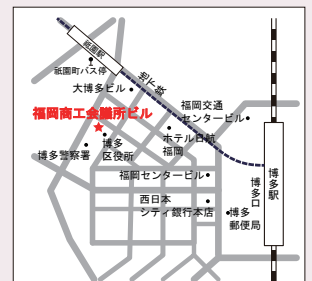 祇園駅
祇園町バス停
地下鉄
大博多ビル
福岡交通
センタービル
福岡商工会議所ビル
博多警察署
博多
区役所
ホテル日航
福岡
福岡センタービル
博多口
博多駅
西日本
シティ銀行本店
博多
郵便局